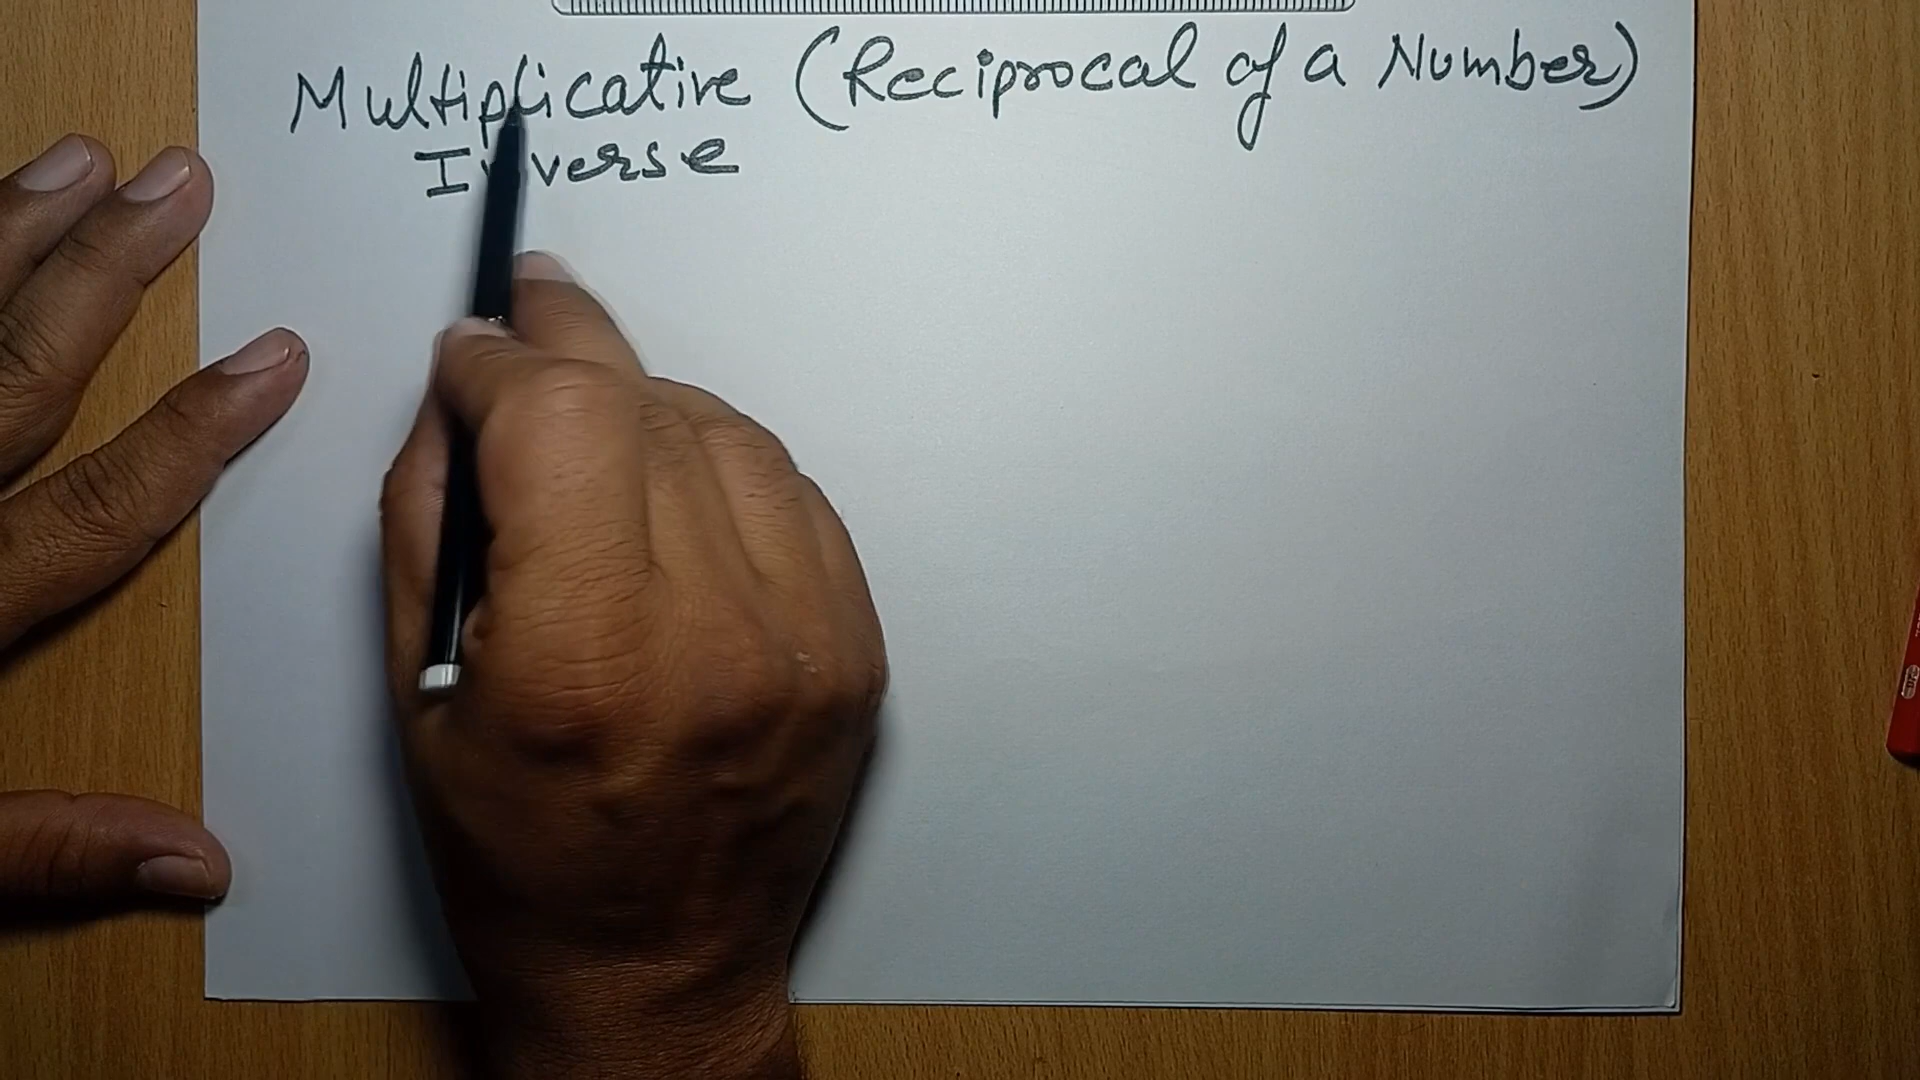 Multiplicative (Reciprocal of a Number)
Inverse